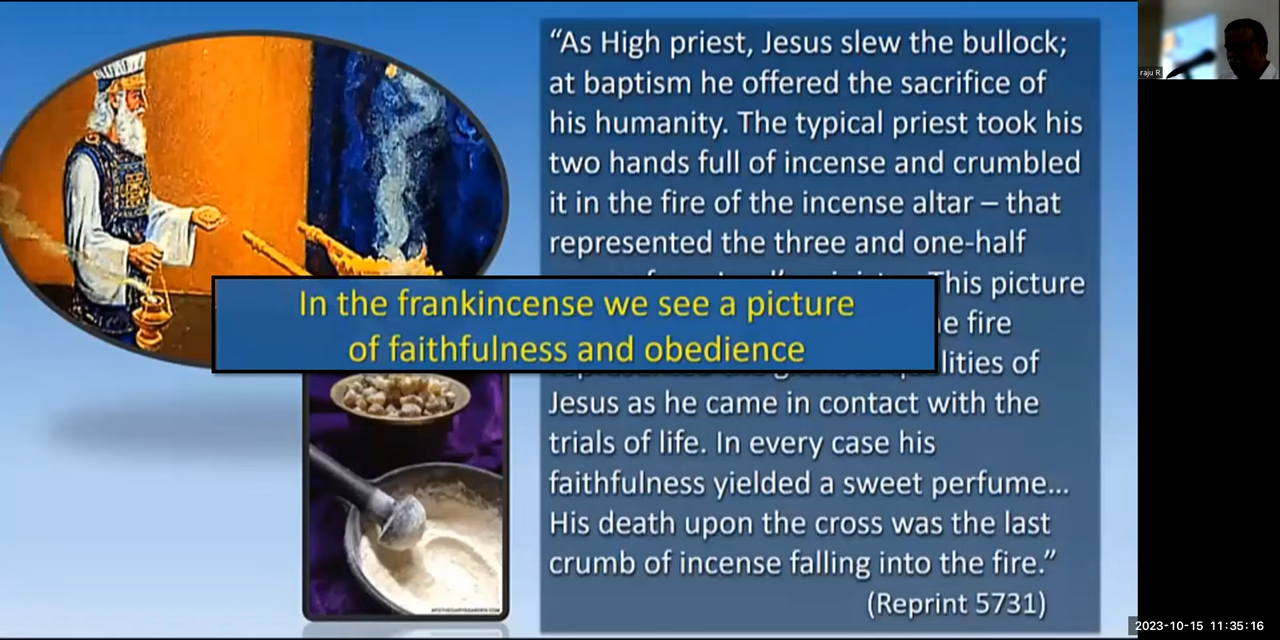 “As High priest, Jesus slew the bullock;
at baptism he offered the sacrifice of
his humanity. The typical priest took his
two hands full of incense and crumbled
it in the fire of the incense altar – that
represented the three and one-half
This picture
fire
of
Jesus as he came in contact with the
trials of life. In every case his
faithfulness yielded a sweet perfume...
His death upon the cross was the last
crumb of incense falling into the fire.”
(Reprint 5731)
In the frankincense we see a picture
of faithfulness and obedience
raju R
2023-10-15 11:35:16